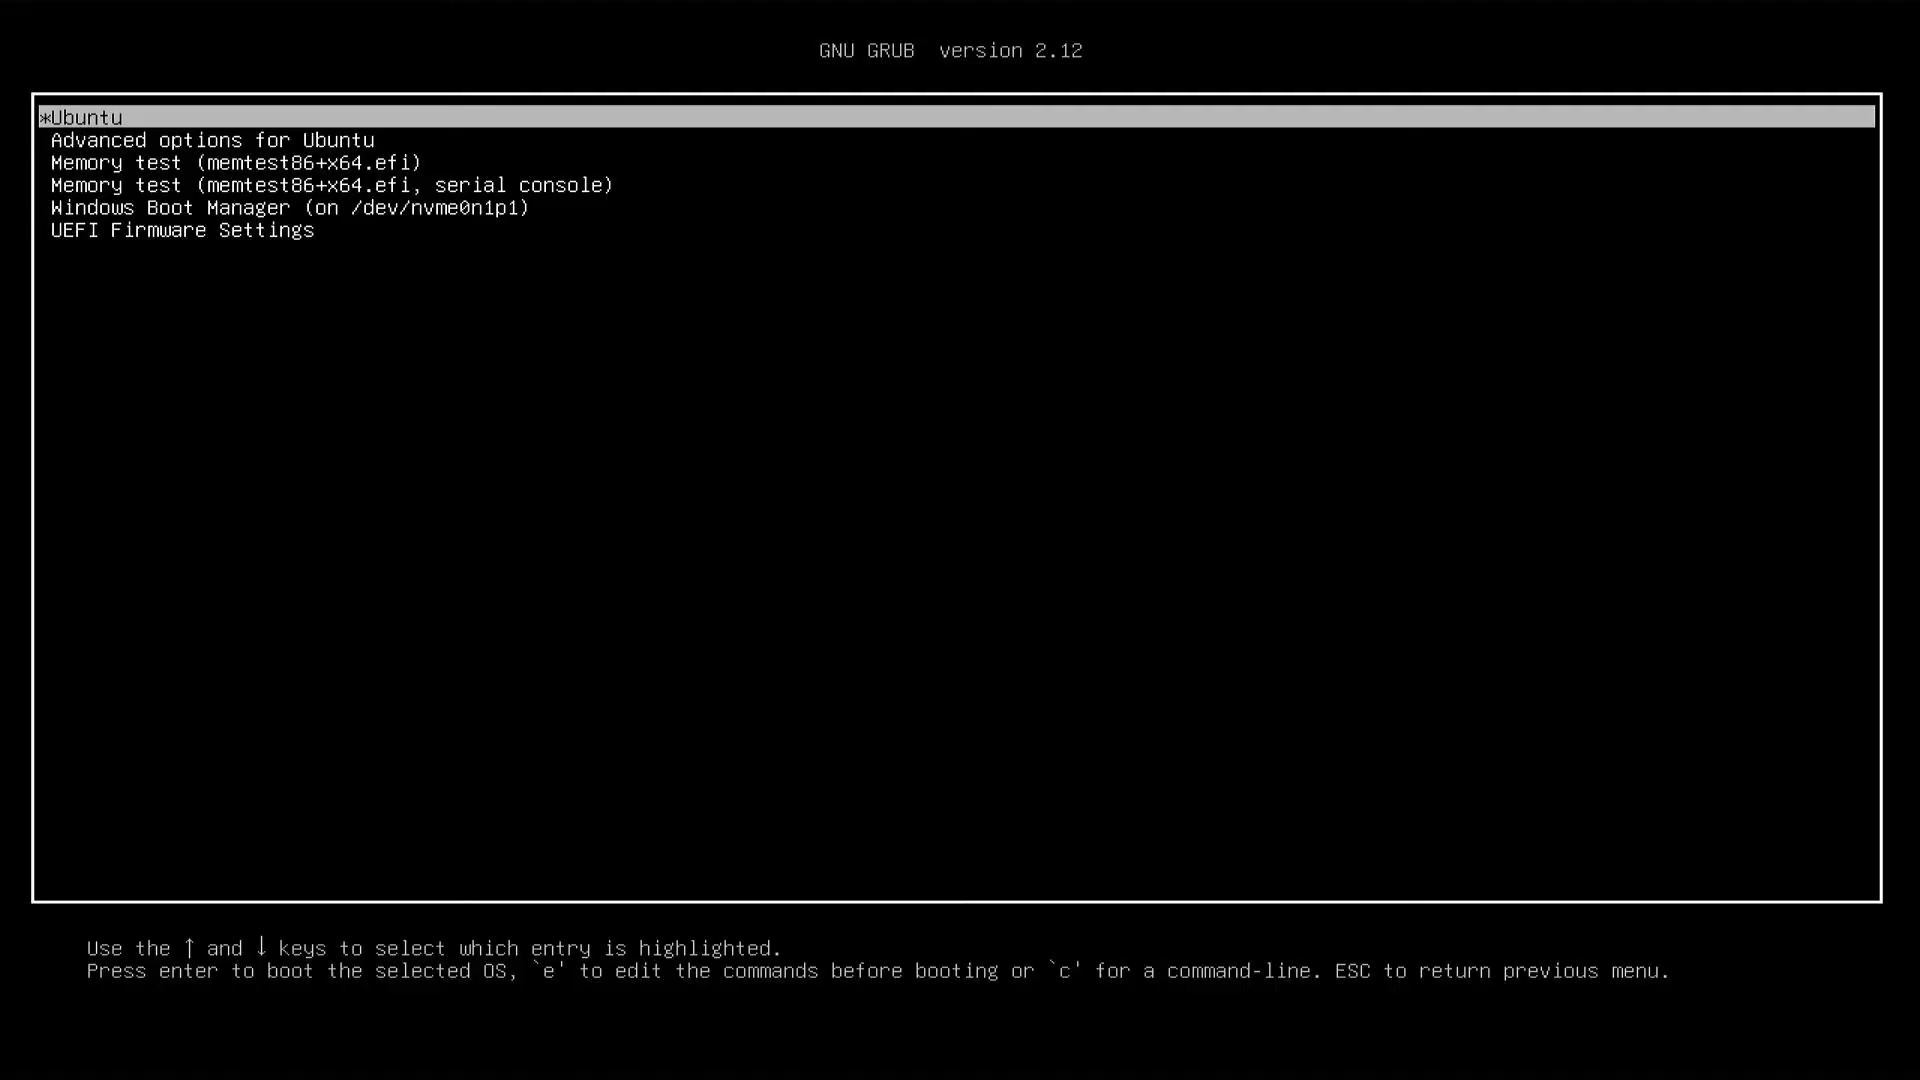 GNU GRUB  version 2.12
*Ubuntu
Advanced options for Ubuntu
Memory test (memtest86+x64.efi)
Memory test (memtest86+x64.efi, serial console)
Windows Boot Manager (on /dev/nvme0n1p1)
UEFI Firmware Settings
Use the ↑ and ↓ keys to select which entry is highlighted.
Press enter to boot the selected OS, `e' to edit the commands before booting or `c' for a command-line. ESC to return previous menu.